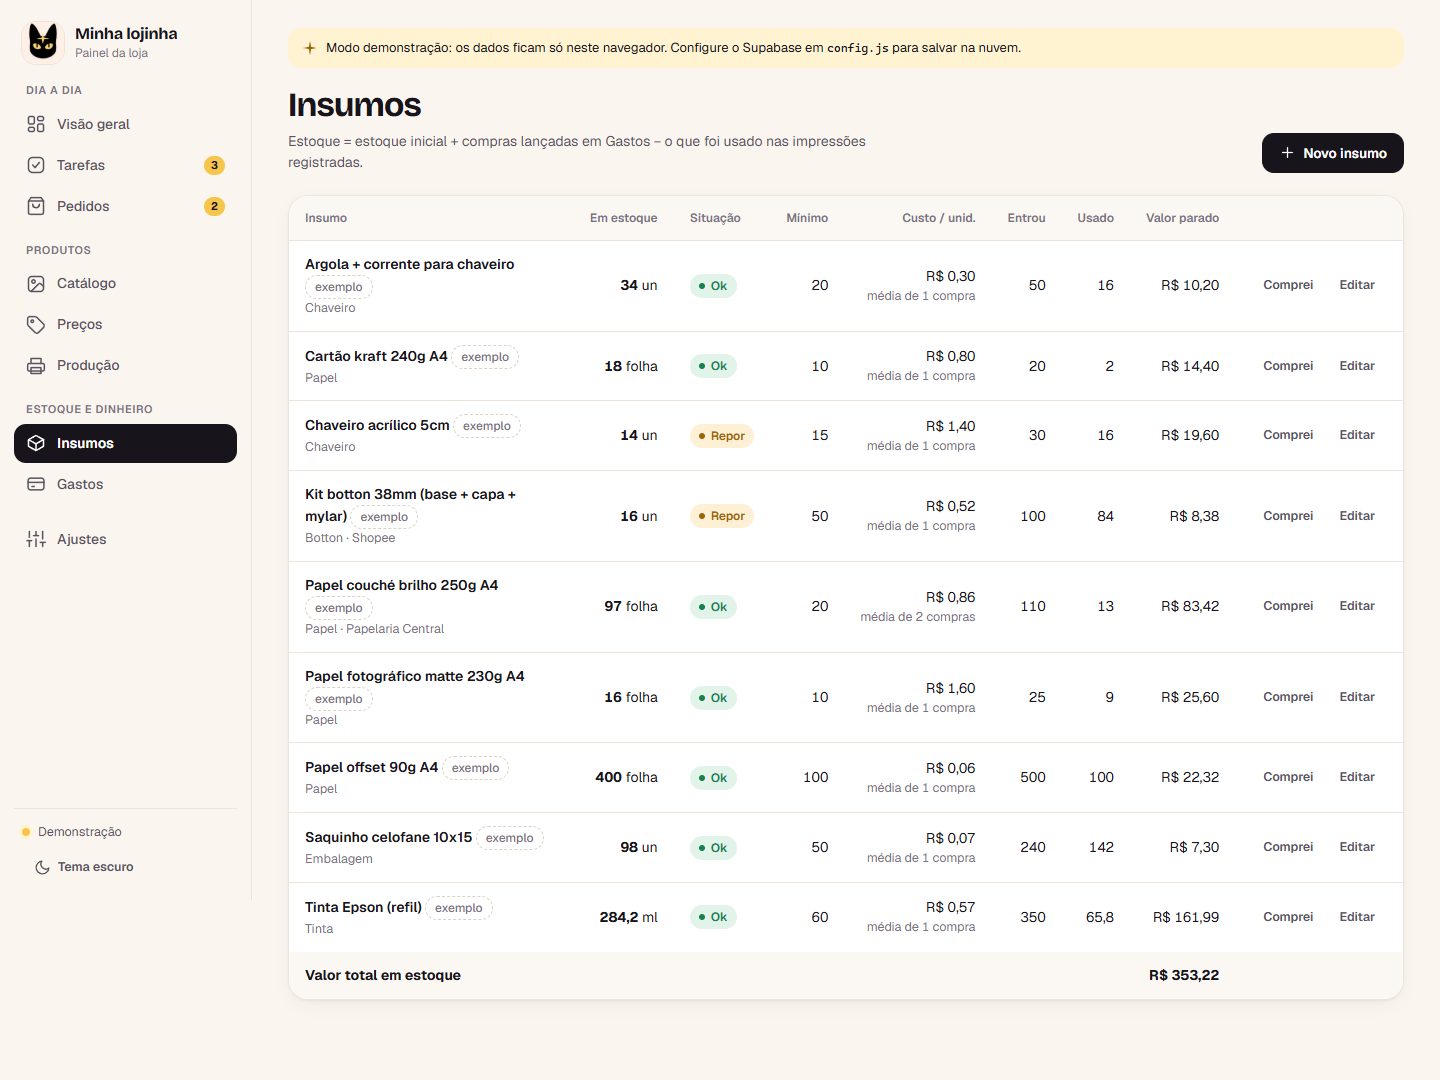 Minha lojinha
Painel da loja
DIA A DIA
Visão geral
Tarefas 3
Pedidos 2
PRODUTOS
Catálogo
Preços
Produção
ESTOQUE E DINHEIRO
Insumos
Gastos
Ajustes
Demonstração
Tema escuro
Modo demonstração: os dados ficam só neste navegador. Configure o Supabase em config.js para salvar na nuvem.
Insumos
Estoque = estoque inicial + compras lançadas em Gastos − o que foi usado nas impressões
registradas.
Novo insumo
Insumo Em estoque Situação Mínimo Custo / unid. Entrou Usado Valor parado
Argola + corrente para chaveiro
exemplo
Chaveiro
34 un Ok 20 R$ 0,30 50 16 R$ 10,20 Comprei Editar
média de 1 compra
Cartão kraft 240g A4 exemplo
Papel
18 folha Ok 10 R$ 0,80 20 2 R$ 14,40 Comprei Editar
média de 1 compra
Chaveiro acrílico 5cm exemplo
Chaveiro
14 un Repor 15 R$ 1,40 30 16 R$ 19,60 Comprei Editar
média de 1 compra
Kit botton 38mm (base + capa +
mylar) exemplo
Botton · Shopee
16 un Repor 50 R$ 0,52 100 84 R$ 8,38 Comprei Editar
média de 1 compra
Papel couché brilho 250g A4
exemplo
Papel · Papelaria Central
97 folha Ok 20 R$ 0,86 110 13 R$ 83,42 Comprei Editar
média de 2 compras
Papel fotográfico matte 230g A4
exemplo
Papel
16 folha Ok 10 R$ 1,60 25 9 R$ 25,60 Comprei Editar
média de 1 compra
Papel offset 90g A4 exemplo
Papel
400 folha Ok 100 R$ 0,06 500 100 R$ 22,32 Comprei Editar
média de 1 compra
Saquinho celofane 10x15 exemplo
Embalagem
98 un Ok 50 R$ 0,07 240 142 R$ 7,30 Comprei Editar
média de 1 compra
Tinta Epson (refil) exemplo
Tinta
284,2 ml Ok 60 R$ 0,57 350 65,8 R$ 161,99 Comprei Editar
média de 1 compra
Valor total em estoque R$ 353,22